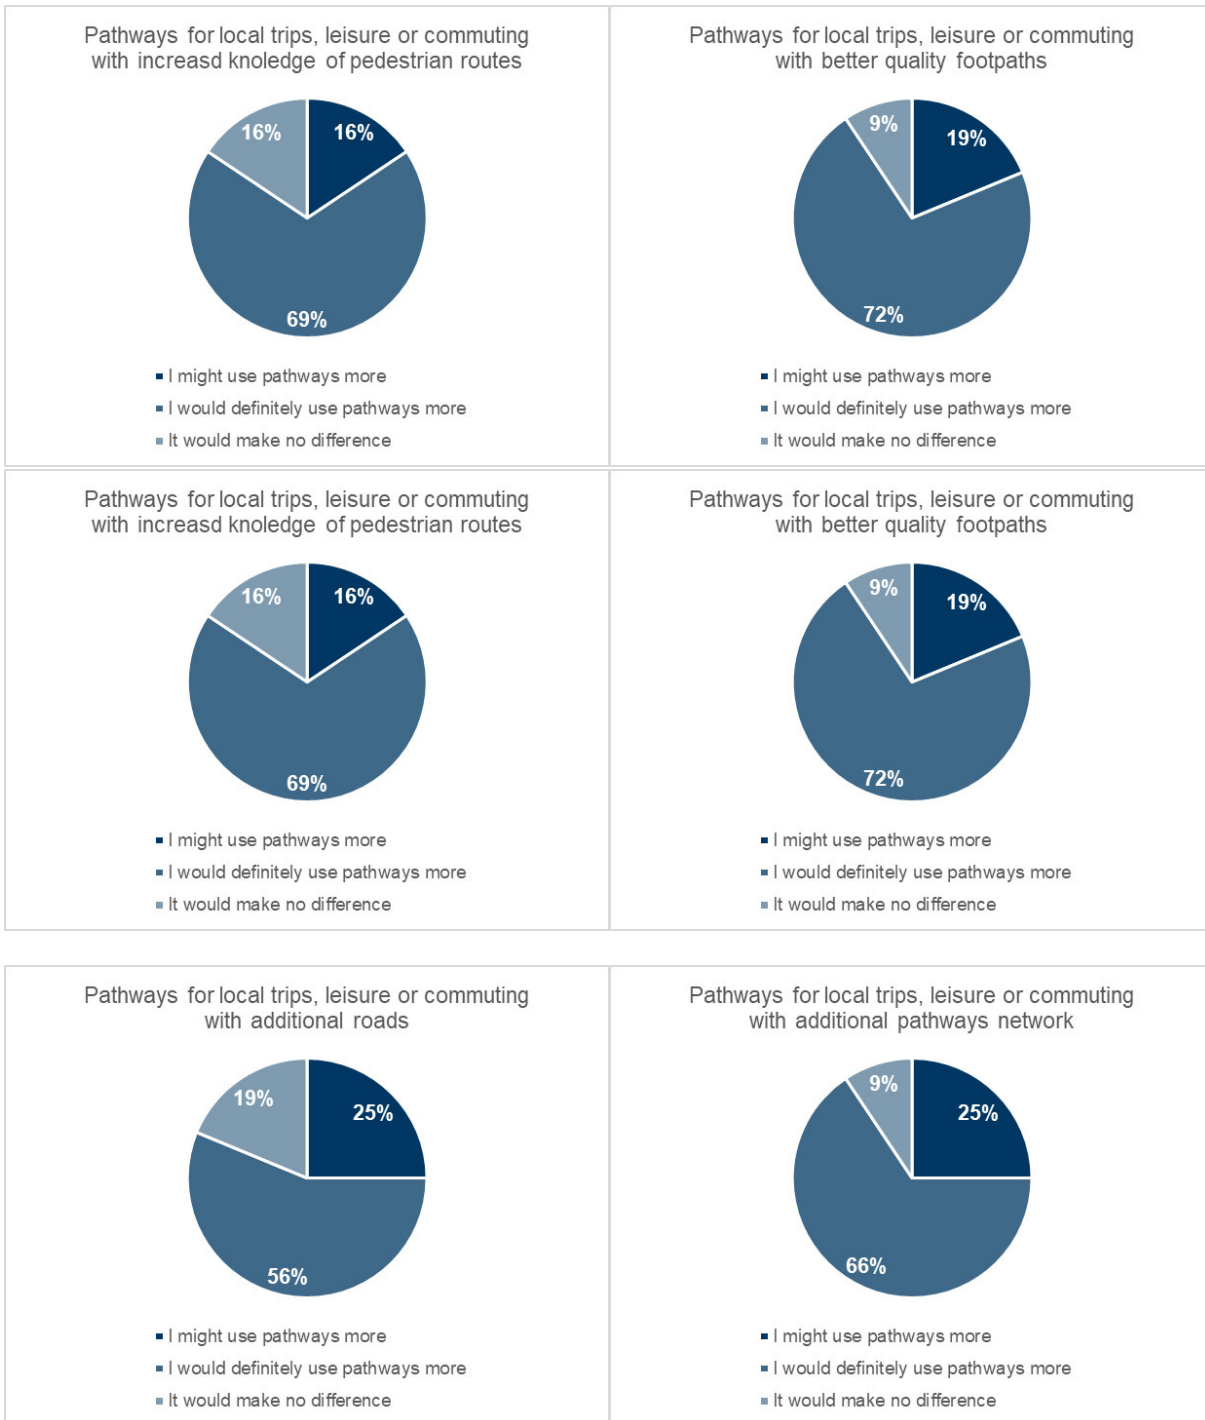 Pathways for local trips, leisure or commuting
with increasd knoledge of pedestrian routes
16%
16%
69%
I might use pathways more
I would definitely use pathways more
It would make no difference
Pathways for local trips, leisure or commuting
with better quality footpaths
9%
19%
72%
I might use pathways more
I would definitely use pathways more
It would make no difference
Pathways for local trips, leisure or commuting
with increasd knoledge of pedestrian routes
16%
16%
69%
I might use pathways more
I would definitely use pathways more
It would make no difference
Pathways for local trips, leisure or commuting
with better quality footpaths
9%
19%
72%
I might use pathways more
I would definitely use pathways more
It would make no difference
Pathways for local trips, leisure or commuting
with additional roads
19%
25%
56%
I might use pathways more
I would definitely use pathways more
It would make no difference
Pathways for local trips, leisure or commuting
with additional pathways network
9%
25%
66%
I might use pathways more
I would definitely use pathways more
It would make no difference